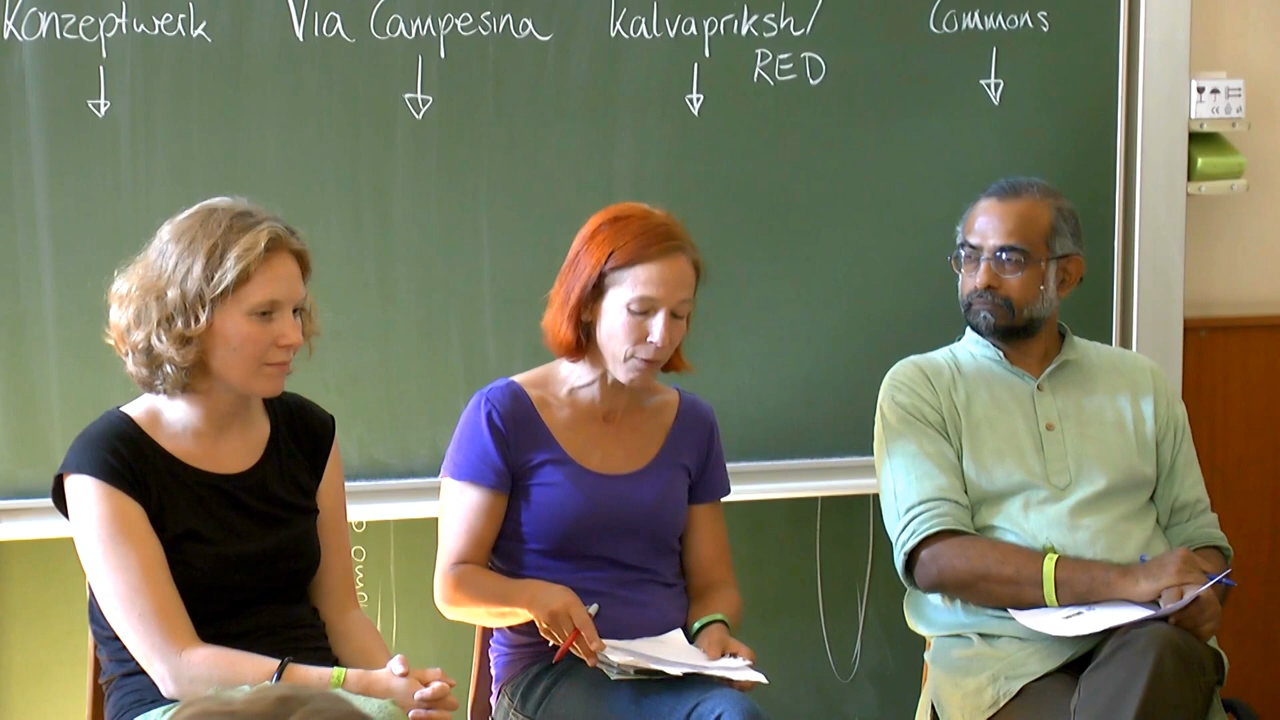 Konzeptwerk
Via Campesina
Kalvapriksh/
RED
Commons